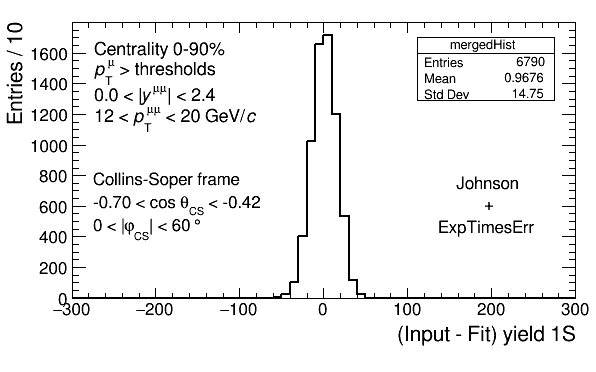 Entries / 10
1600
1400
1200
1000
800
600
400
200
0
Centrality 0-90%
p_T^μ > thresholds
0.0 < |y^μμ| < 2.4
12 < p_T^μμ < 20 GeV/c
Collins-Soper frame
-0.70 < cos θ_CS < -0.42
0 < |φ_CS| < 60 °
mergedHist
Entries 6790
Mean 0.9676
Std Dev 14.75
Johnson
+
ExpTimesErr
−300 −200 −100 0 100 200 300
(Input - Fit) yield 1S